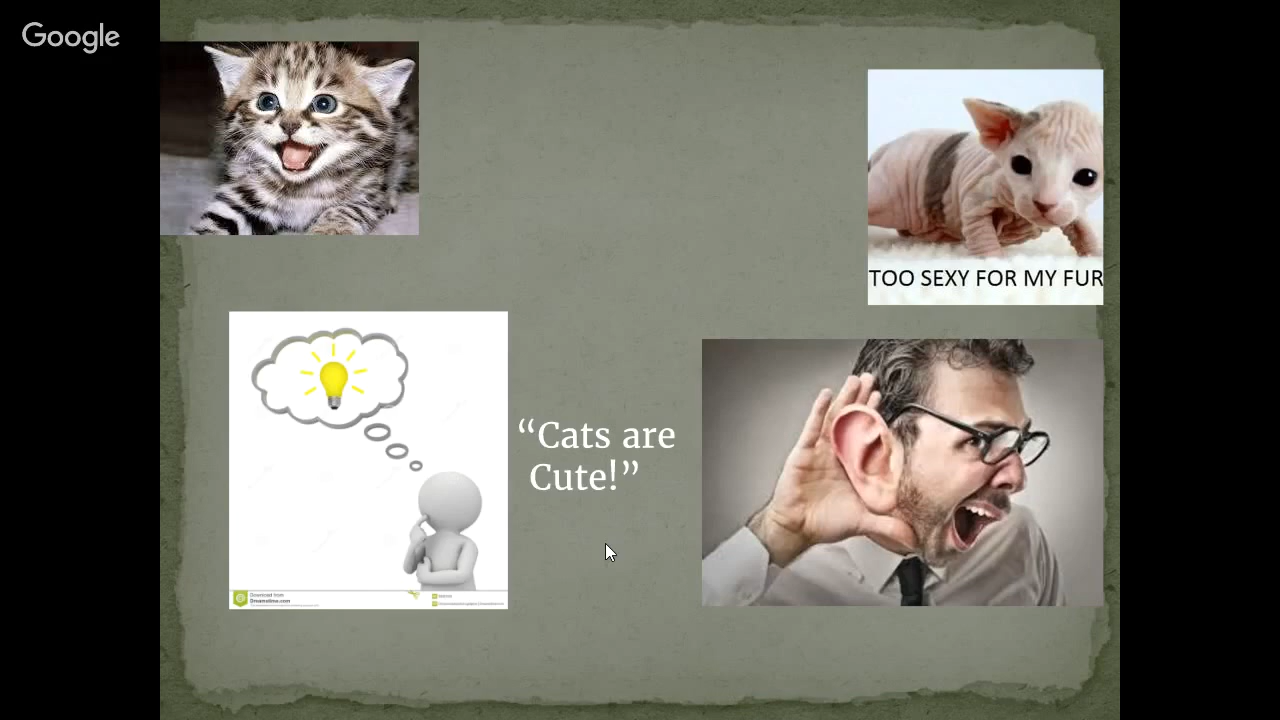 Google
TOO SEXY FOR MY FUR
“Cats are
Cute!”
Download from
Dreamstime.com